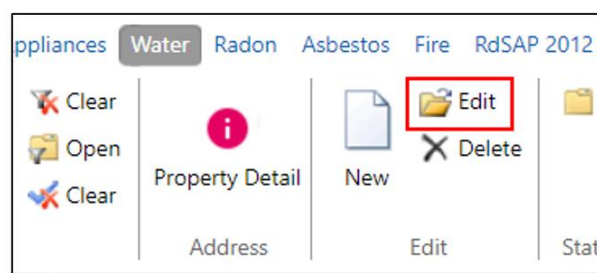 ppliances Water Radon Asbestos Fire RdSAP 2012
Clear
Open
Clear
Property Detail
Address
New
Edit
Delete
Edit
Stat